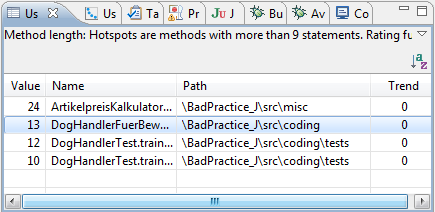 Us Us Ta Pr Ju J Bu Av Co
Method length: Hotspots are methods with more than 9 statements. Rating fu
az
Value Name Path Trend
24 ArtikelpreisKalkulator... \BadPractice_J\src\misc 0
13 DogHandlerFuerBew... \BadPractice_J\src\coding 0
12 DogHandlerTest.train... \BadPractice_J\src\coding\tests 0
10 DogHandlerTest.train... \BadPractice_J\src\coding\tests 0